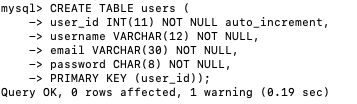 mysql> CREATE TABLE users (
    -> user_id INT(11) NOT NULL auto_increment,
    -> username VARCHAR(12) NOT NULL,
    -> email VARCHAR(30) NOT NULL,
    -> password CHAR(8) NOT NULL,
    -> PRIMARY KEY (user_id));
Query OK, 0 rows affected, 1 warning (0.19 sec)